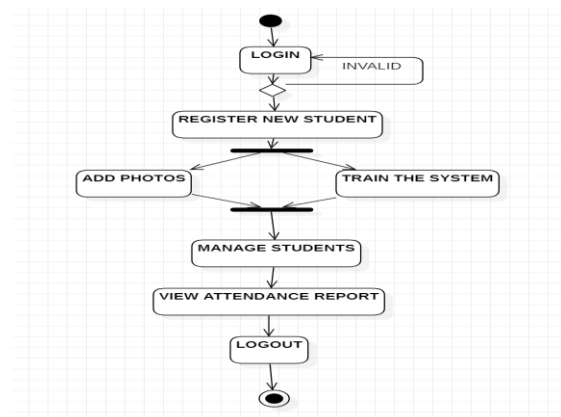 LOGIN
INVALID
REGISTER NEW STUDENT
ADD PHOTOS
TRAIN THE SYSTEM
MANAGE STUDENTS
VIEW ATTENDANCE REPORT
LOGOUT